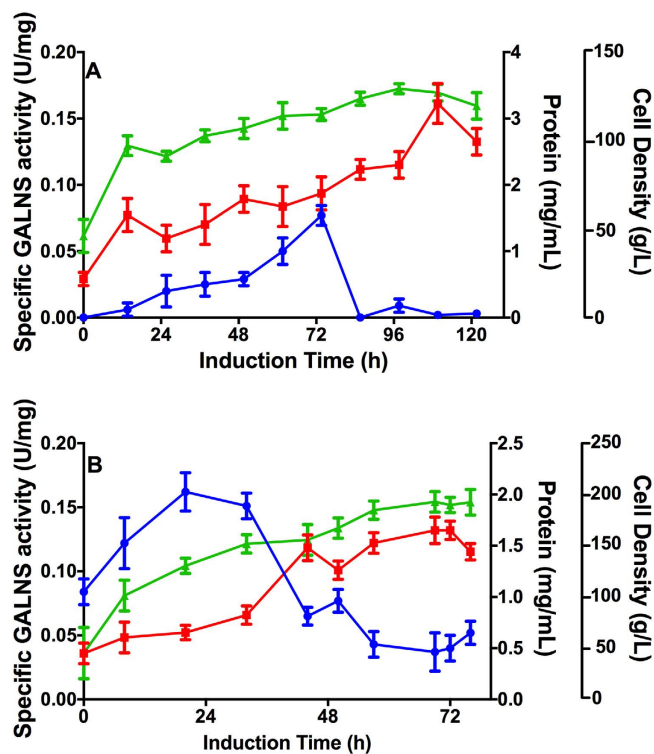 A
Specific GALNS activity (U/mg)
0.20
0.15
0.10
0.05
0.00
0 24 48 72 96 120
Induction Time (h)
4
3
2
1
0
Protein (mg/mL)
150
100
50
0
Cell Density (g/L)
B
Specific GALNS activity (U/mg)
0.20
0.15
0.10
0.05
0.00
0 24 48 72
Induction Time (h)
2.5
2.0
1.5
1.0
0.5
0.0
Protein (mg/mL)
250
200
150
100
50
0
Cell Density (g/L)